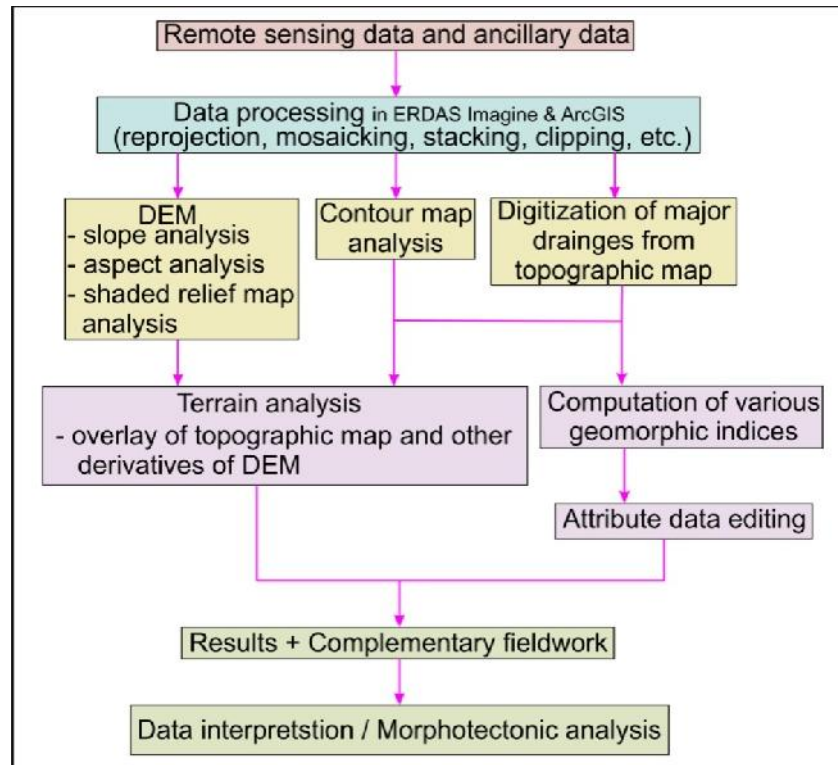 Remote sensing data and ancillary data
Data processing in ERDAS Imagine & ArcGIS
(reprojection, mosaicking, stacking, clipping, etc.)
DEM
- slope analysis
- aspect analysis
- shaded relief map
analysis
Contour map
analysis
Digitization of major
drainges from
topographic map
Terrain analysis
- overlay of topographic map and other
derivatives of DEM
Computation of various
geomorphic indices
Attribute data editing
Results + Complementary fieldwork
Data interpretstion / Morphotectonic analysis